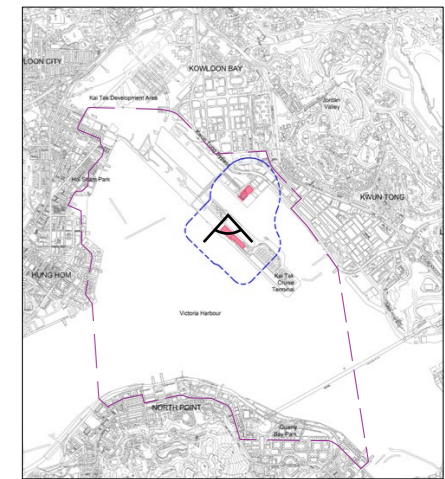 LOON CITY
KOWLOON BAY
Kai Tak Development Area
Jordan
Valley
Hoi Sham Park
KWUN TONG
HUNG HOM
Kai Tak
Cruise
Terminal
Victoria Harbour
NORTH POINT
Quarry
Bay Park